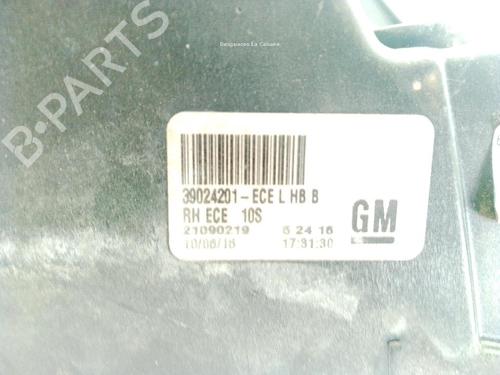 Desguaces La Cabaña
B-PARTS
39024201-ECE L HB B
RH ECE 10S
21090219 6 24 16
10/06/16 17:31:30
GM